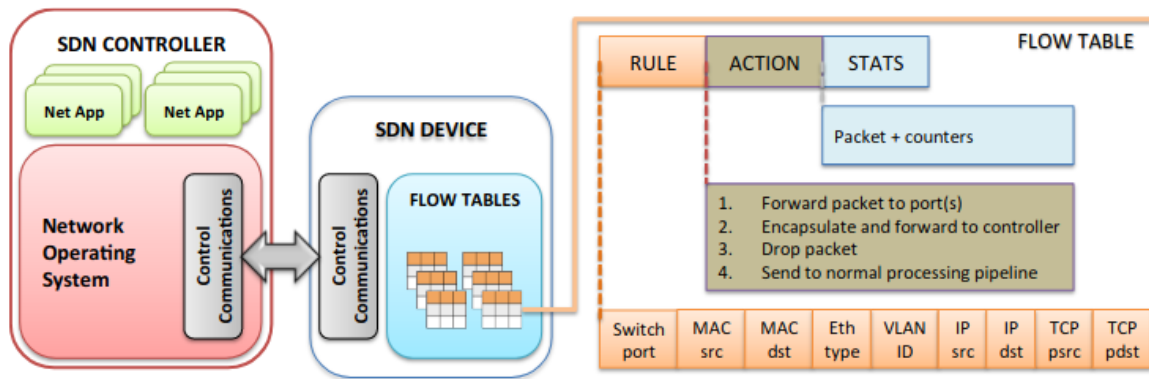 SDN CONTROLLER
Net App
Net App
Network
Operating
System
Control
Communications
SDN DEVICE
Control
Communications
FLOW TABLES
FLOW TABLE
RULE
ACTION
STATS
Packet + counters
1. Forward packet to port(s)
2. Encapsulate and forward to controller
3. Drop packet
4. Send to normal processing pipeline
Switch
port
MAC
src
MAC
dst
Eth
type
VLAN
ID
IP
src
IP
dst
TCP
psrc
TCP
pdst